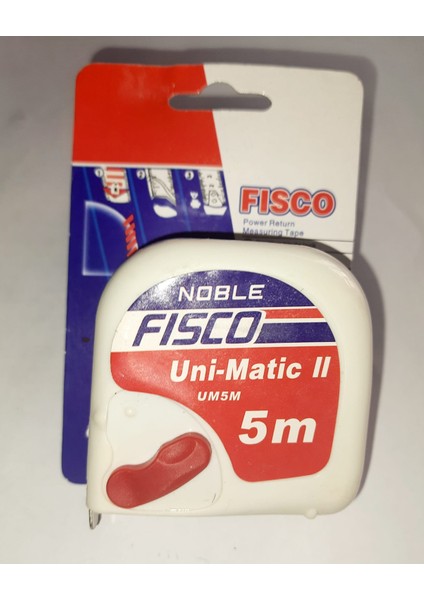 FISCO
Power Return
Measuring Tape
NOBLE
FISCO
Uni-Matic II
UM5M
5m